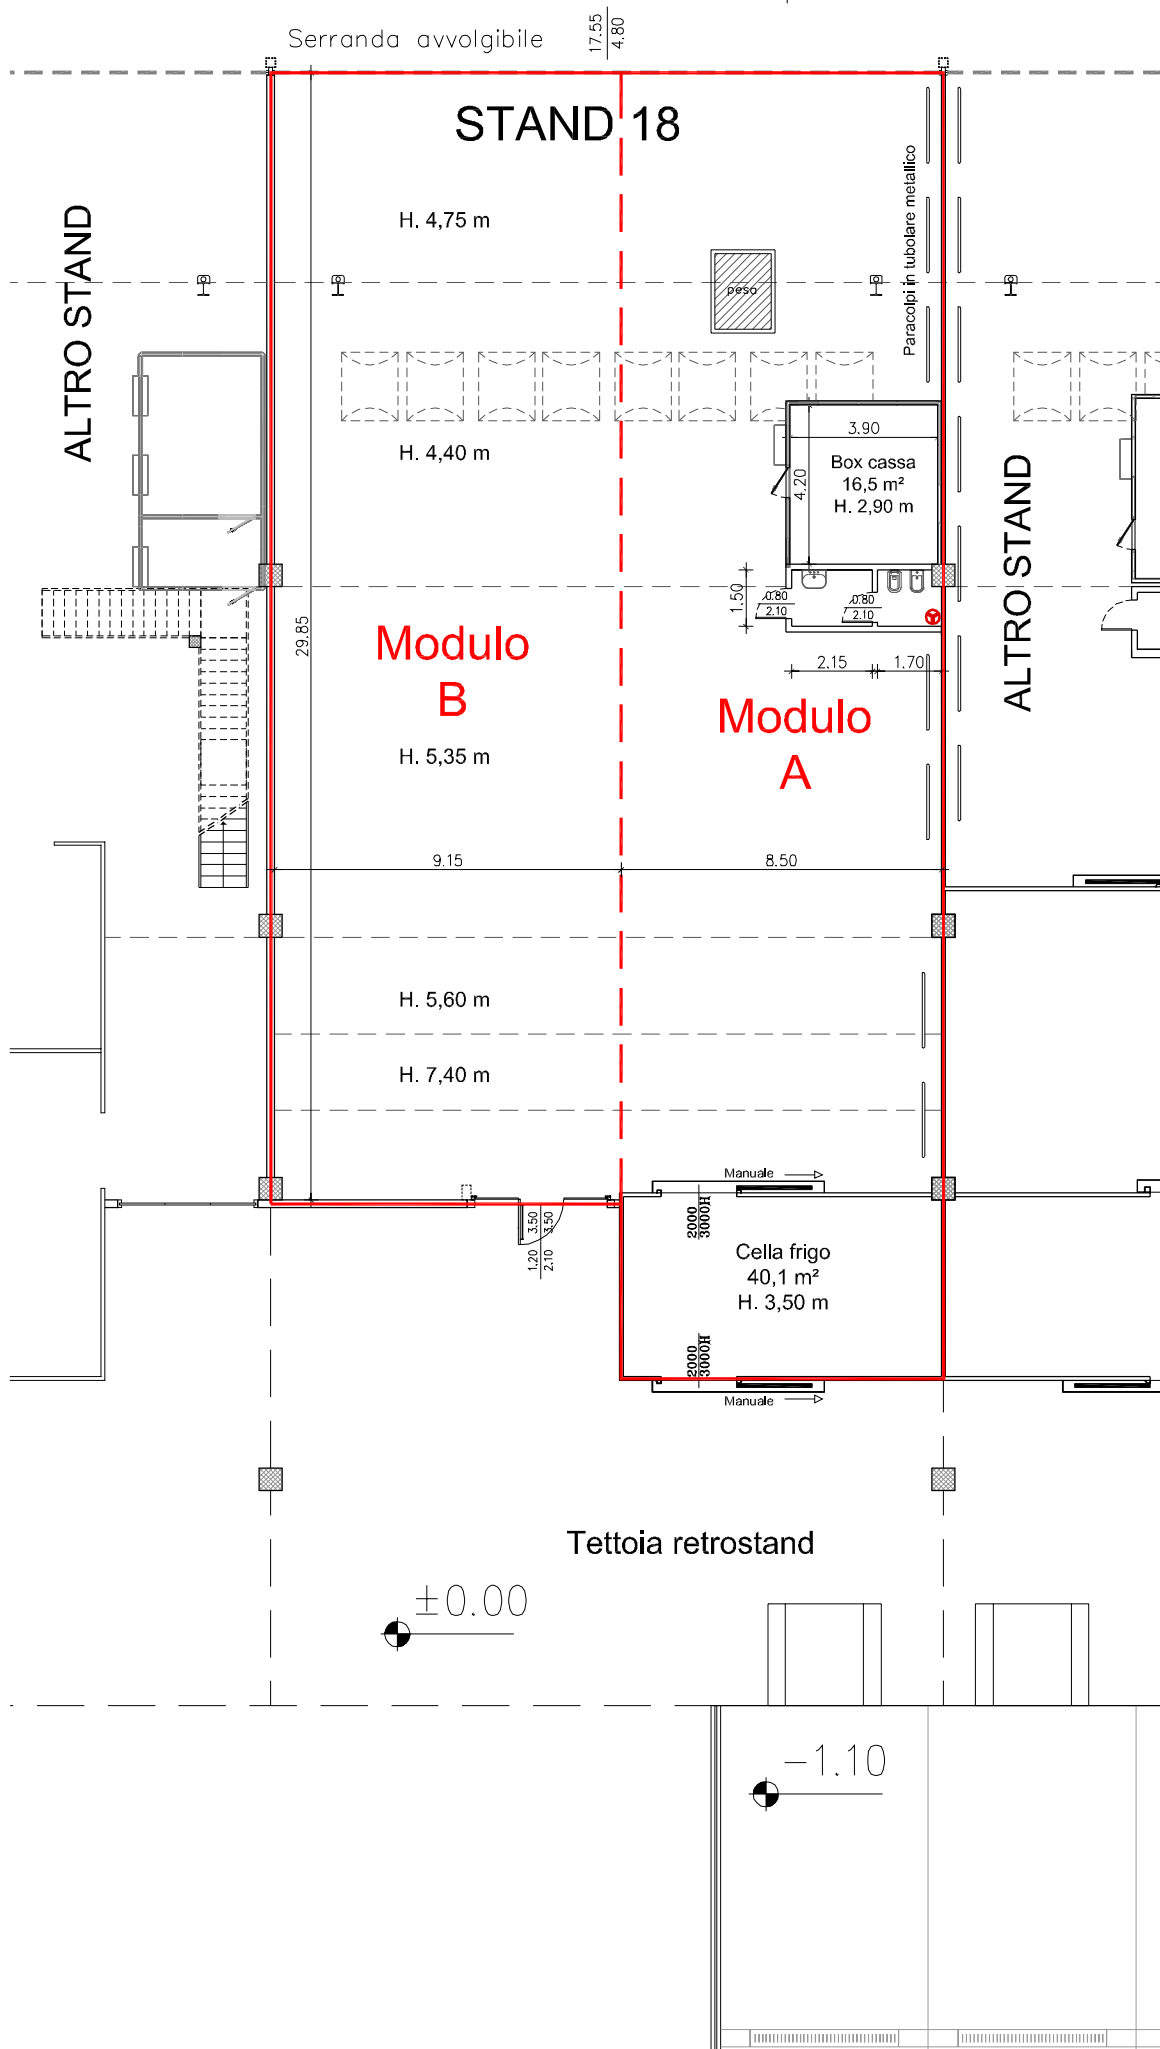 Serranda avvolgibile
17.55
4.80
STAND 18
ALTRO STAND
H. 4,75 m
Paracolpi in tubolare metallico
pesa
H. 4,40 m
3.90
4.20
Box cassa
16,5 m²
H. 2,90 m
ALTRO STAND
1.50
0.80
2.10
0.80
2.10
29.85
Modulo
B
2.15
1.70
Modulo
A
H. 5,35 m
9.15
8.50
H. 5,60 m
H. 7,40 m
Manuale
1.20
3.50
2.10
3.50
2000
3000H
Cella frigo
40,1 m²
H. 3,50 m
2000
3000H
Manuale
Tettoia retrostand
±0.00
-1.10